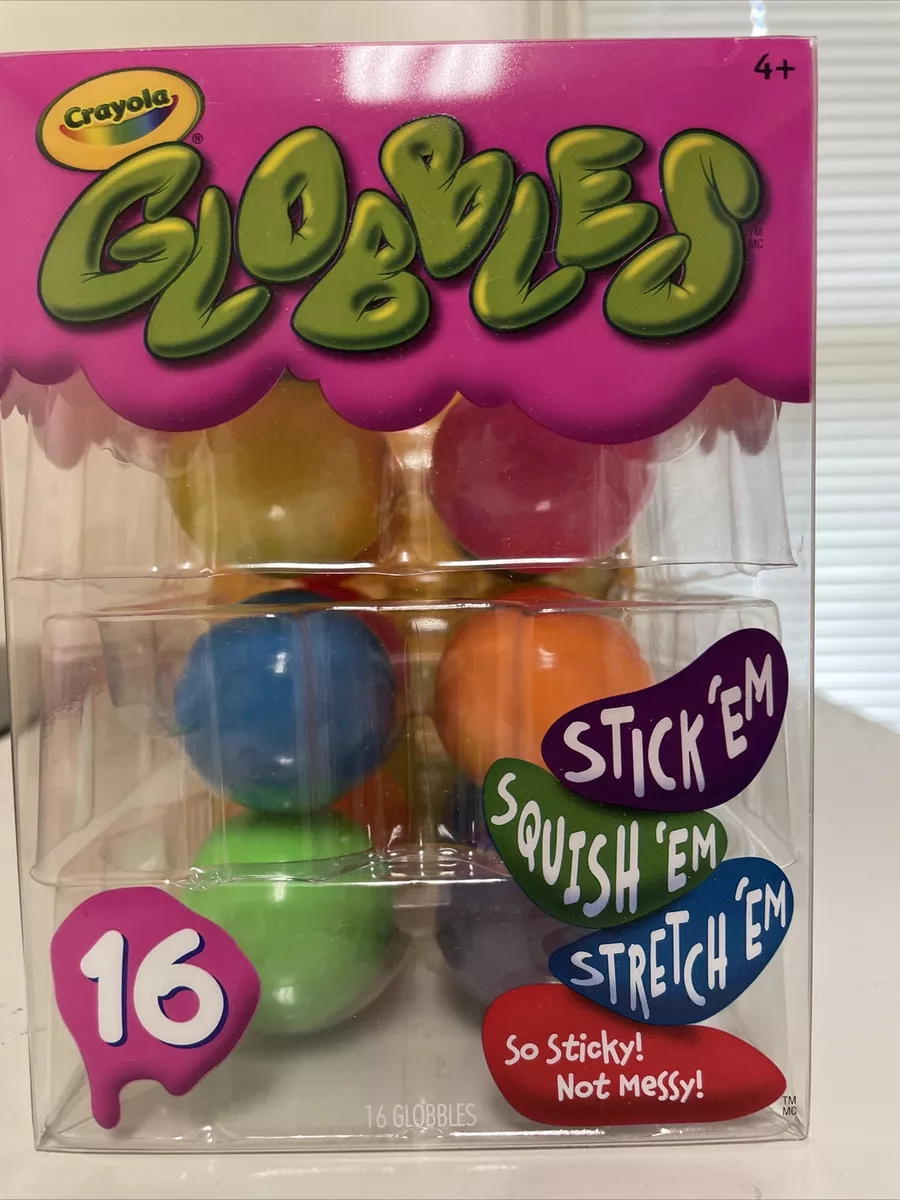 4+
Crayola®
GLOBBLES
TM
MC
STICK 'EM
SQUISH 'EM
STRETCH 'EM
16
So Sticky!
Not Messy!
TM
MC
16 GLOBBLES